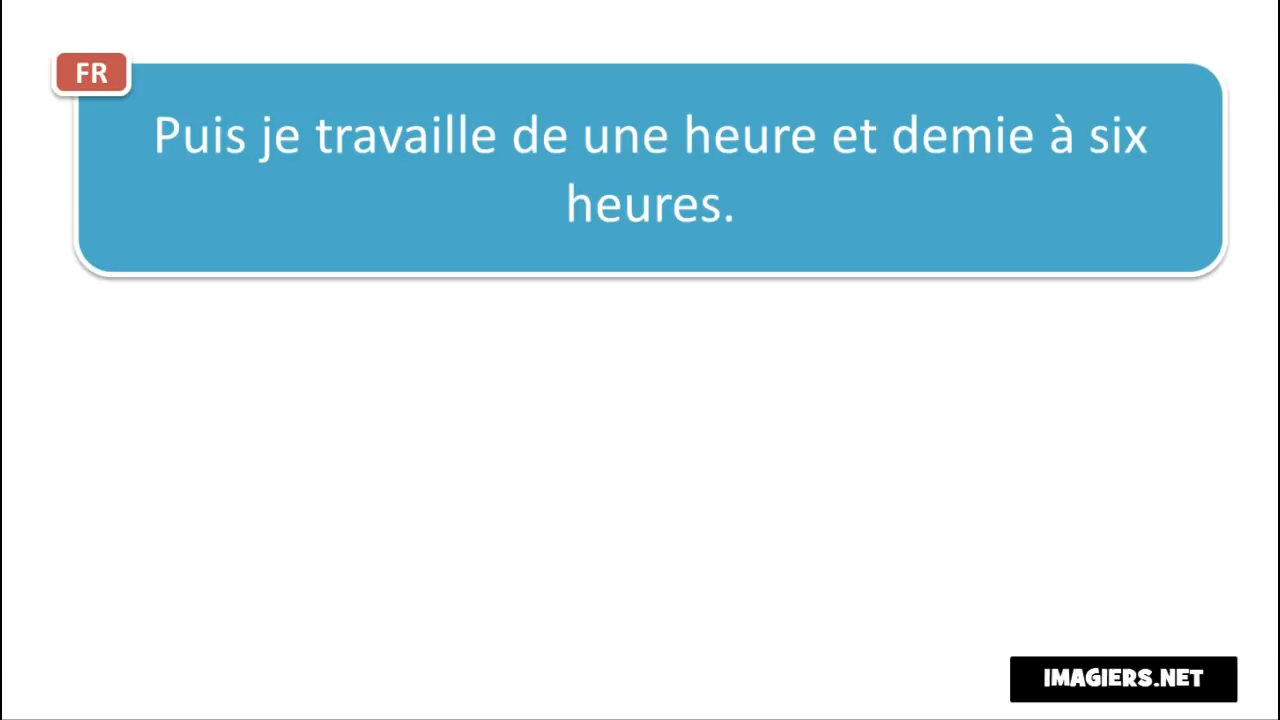 FR
Puis je travaille de une heure et demie à six
heures.
IMAGIERS.NET